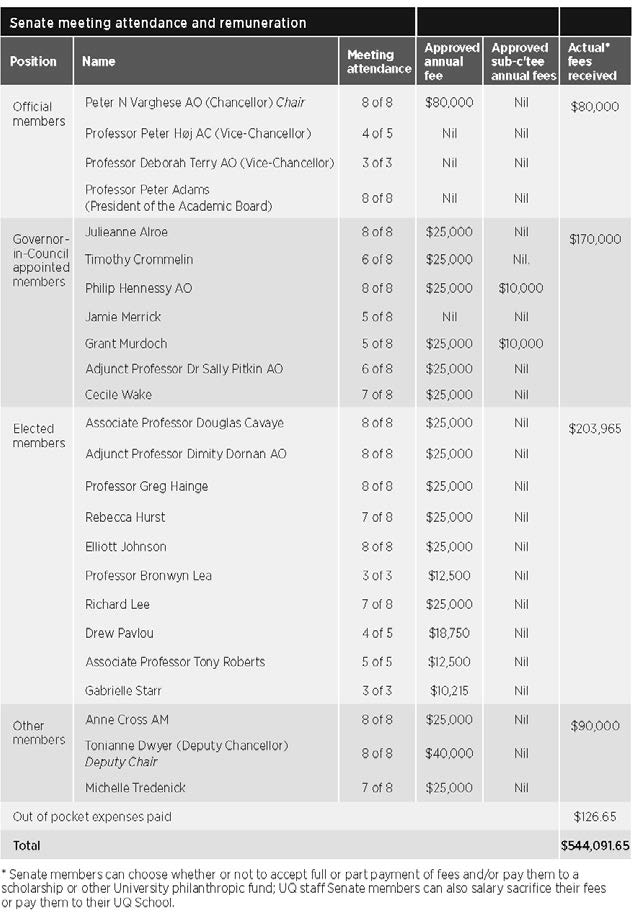 Senate meeting attendance and remuneration
Position Name Meeting attendance Approved annual fee Approved sub-c'tee annual fees Actual* fees received
Official members Peter N Varghese AO (Chancellor) Chair 8 of 8 $80,000 Nil $80,000
Professor Peter Høj AC (Vice-Chancellor) 4 of 5 Nil Nil
Professor Deborah Terry AO (Vice-Chancellor) 3 of 3 Nil Nil
Professor Peter Adams
(President of the Academic Board) 8 of 8 Nil Nil
Governor-in-Council appointed members Julieanne Alroe 8 of 8 $25,000 Nil $170,000
Timothy Crommelin 6 of 8 $25,000 Nil.
Philip Hennessy AO 8 of 8 $25,000 $10,000
Jamie Merrick 5 of 8 Nil Nil
Grant Murdoch 5 of 8 $25,000 $10,000
Adjunct Professor Dr Sally Pitkin AO 6 of 8 $25,000 Nil
Cecile Wake 7 of 8 $25,000 Nil
Elected members Associate Professor Douglas Cavaye 8 of 8 $25,000 Nil $203,965
Adjunct Professor Dimity Dornan AO 8 of 8 $25,000 Nil
Professor Greg Hainge 8 of 8 $25,000 Nil
Rebecca Hurst 7 of 8 $25,000 Nil
Elliott Johnson 8 of 8 $25,000 Nil
Professor Bronwyn Lea 3 of 3 $12,500 Nil
Richard Lee 7 of 8 $25,000 Nil
Drew Pavlou 4 of 5 $18,750 Nil
Associate Professor Tony Roberts 5 of 5 $12,500 Nil
Gabrielle Starr 3 of 3 $10,215 Nil
Other members Anne Cross AM 8 of 8 $25,000 Nil $90,000
Tonianne Dwyer (Deputy Chancellor)
Deputy Chair 8 of 8 $40,000 Nil
Michelle Tredenick 7 of 8 $25,000 Nil
Out of pocket expenses paid $126.65
Total $544,091.65
* Senate members can choose whether or not to accept full or part payment of fees and/or pay them to a
scholarship or other University philanthropic fund; UQ staff Senate members can also salary sacrifice their fees
or pay them to their UQ School.